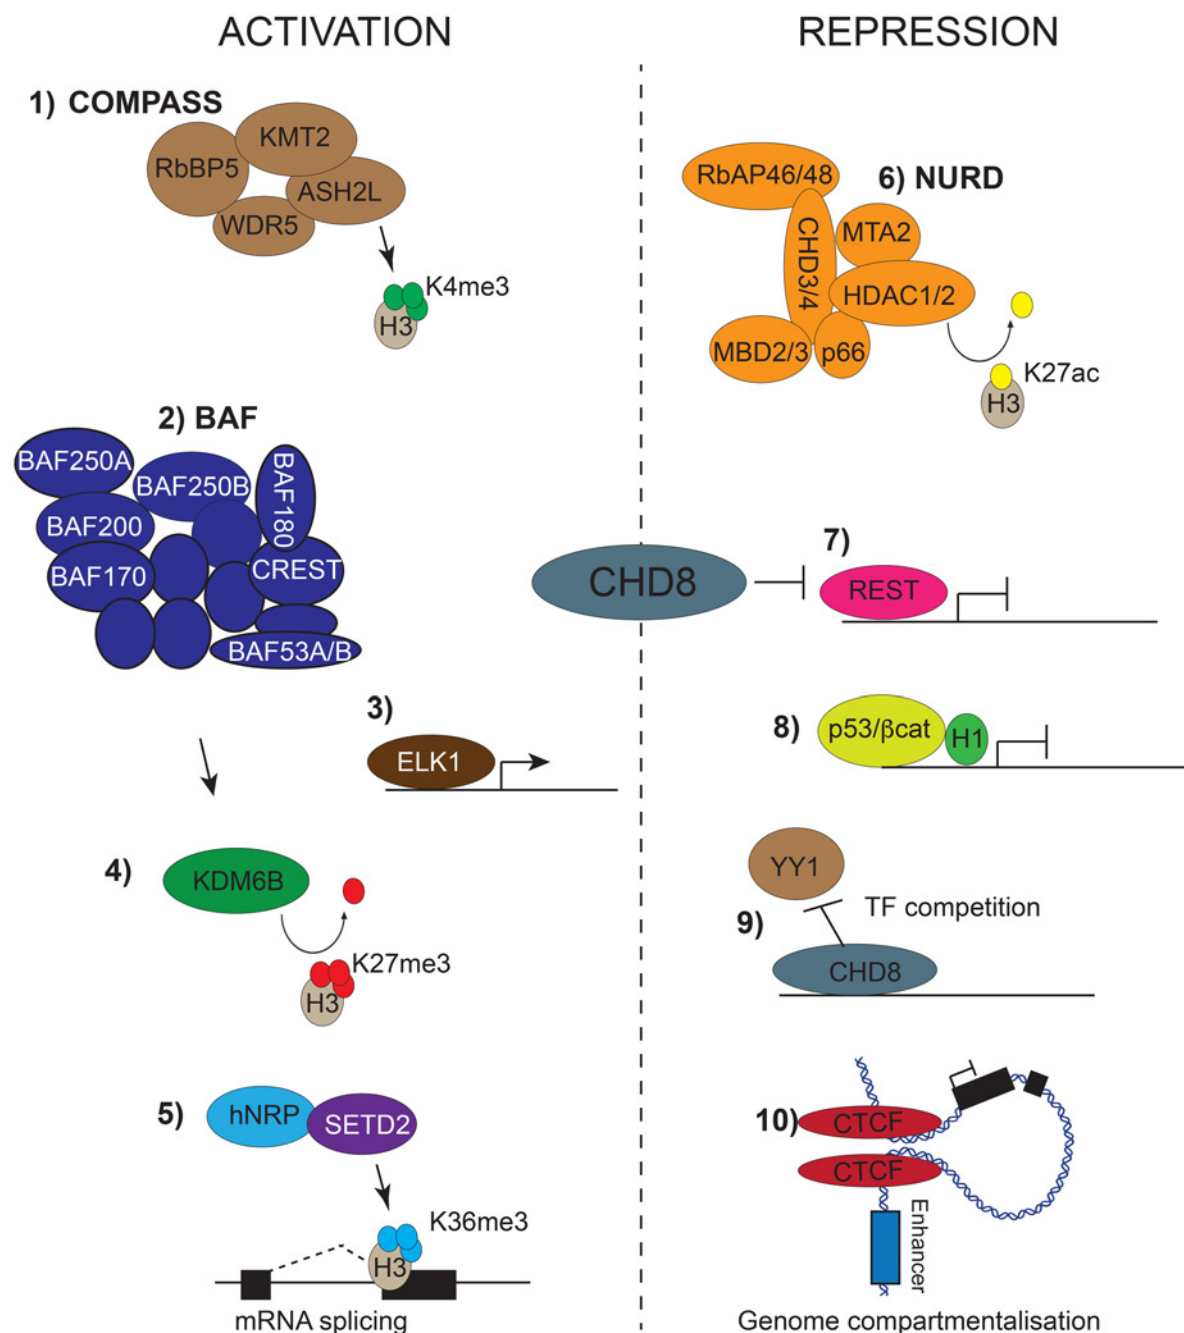 ACTIVATION
REPRESSION
1) COMPASS
KMT2
RbBP5
ASH2L
WDR5
K4me3
H3
2) BAF
BAF250A
BAF250B
BAF180
BAF200
BAF170
CREST
BAF53A/B
3)
ELK1
4)
KDM6B
K27me3
H3
5)
hNRP
SETD2
K36me3
H3
mRNA splicing
CHD8
6) NURD
RbAP46/48
CHD3/4
MTA2
HDAC1/2
MBD2/3
p66
K27ac
H3
7)
REST
8)
p53/βcat
H1
YY1
9)
TF competition
CHD8
10)
CTCF
CTCF
Enhancer
Genome compartmentalisation